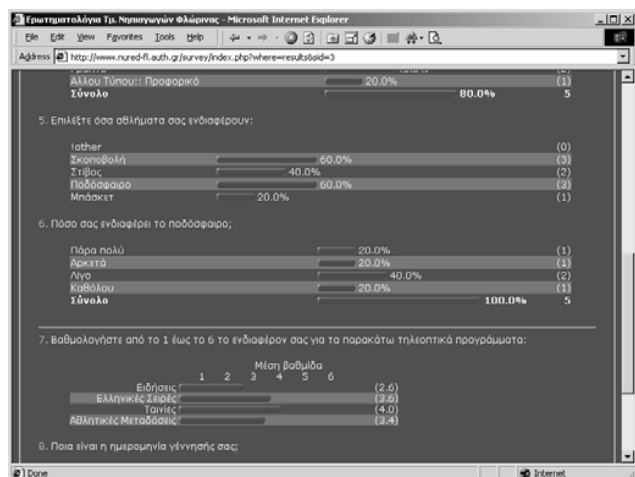 Ερωτηματολόγια Τμ. Νηπιαγωγών Φλώρινας - Microsoft Internet Explorer
File Edit View Favorites Tools Help
Address http://www.nured-fl.auth.gr/survey/index.php?where=results&sid=3
Αλλου Τύπου:: Προφορικό 20.0% (1)
Σύνολο 80.0% 5
5. Επιλέξτε όσα αθλήματα σας ενδιαφέρουν:
!other (0)
Σκοποβολή 60.0% (3)
Στίβος 40.0% (2)
Ποδόσφαιρο 60.0% (3)
Μπάσκετ 20.0% (1)
6. Πόσο σας ενδιαφέρει το ποδόσφαιρο;
Πάρα πολύ 20.0% (1)
Αρκετά 20.0% (1)
Λίγο 40.0% (2)
Καθόλου 20.0% (1)
Σύνολο 100.0% 5
7. Βαθμολογήστε από το 1 έως το 6 το ενδιαφέρον σας για τα παρακάτω τηλεοπτικά προγράμματα:
Μέση βαθμίδα
1 2 3 4 5 6
Ειδήσεις (2.6)
Ελληνικές Σειρές (3.6)
Ταινίες (4.0)
Αθλητικές Μεταδόσεις (3.4)
8. Ποια είναι η ημερομηνία γέννησής σας;
Done Internet